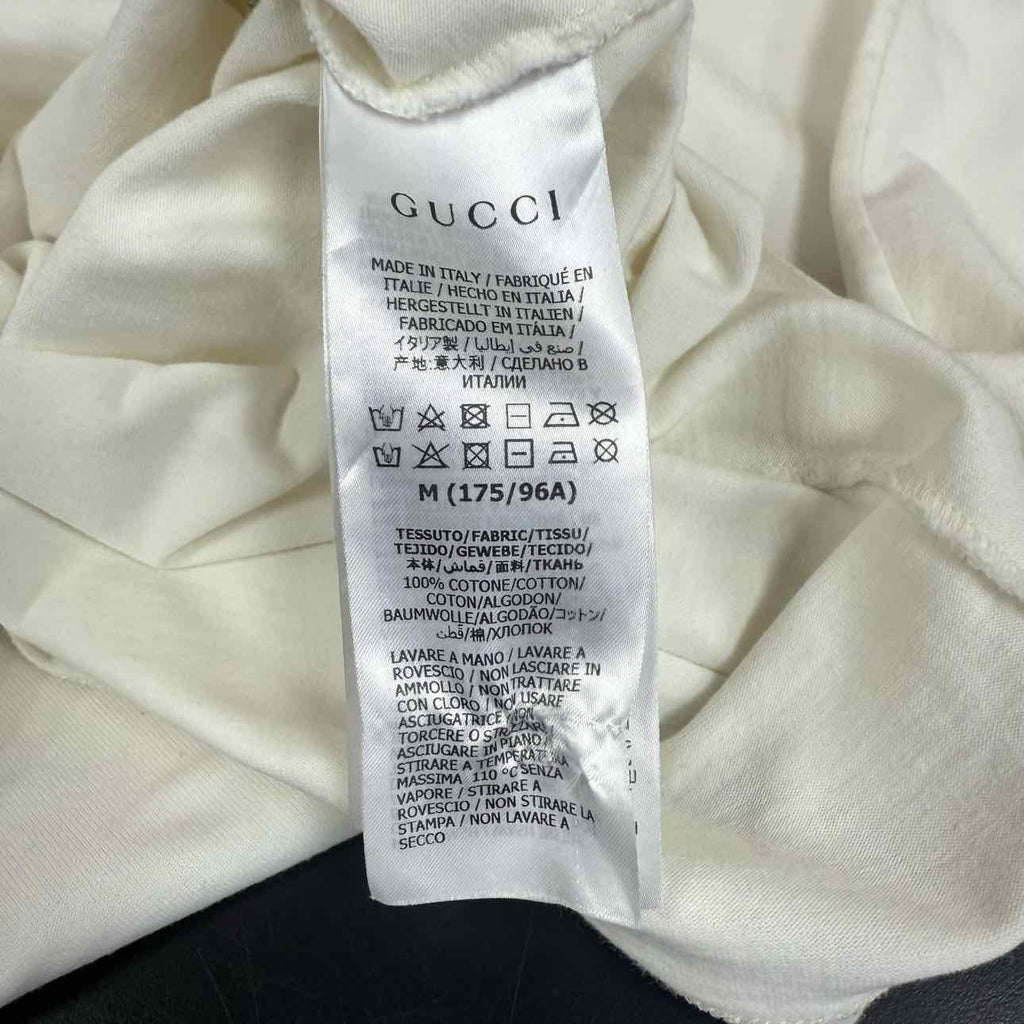 GUCCI
MADE IN ITALY / FABRIQUÉ EN
ITALIE / HECHO EN ITALIA /
HERGESTELLT IN ITALIEN /
FABRICADO EM ITÁLIA /
イタリア製 / صنع في إيطاليا /
产地:意大利 / СДЕЛАНО В
ИТАЛИИ
M (175/96A)
TESSUTO/FABRIC/TISSU/
TEJIDO/GEWEBE/TECIDO/
本体/قماش/面料/ТКАНЬ
100% COTONE/COTTON/
COTON/ALGODON/
BAUMWOLLE/ALGODÃO/コットン/
قطن/棉/ХЛОПОК
LAVARE A MANO / LAVARE A
ROVESCIO / NON LASCIARE IN
AMMOLLO / NON TRATTARE
CON CLORO / NON USARE
ASCIUGATRICE / NON
TORCERE O STRIZZARE
ASCIUGARE IN PIANO /
STIRARE A TEMPERATURA
MASSIMA 110 °C SENZA
VAPORE / STIRARE A
ROVESCIO / NON STIRARE LA
STAMPA / NON LAVARE A
SECCO